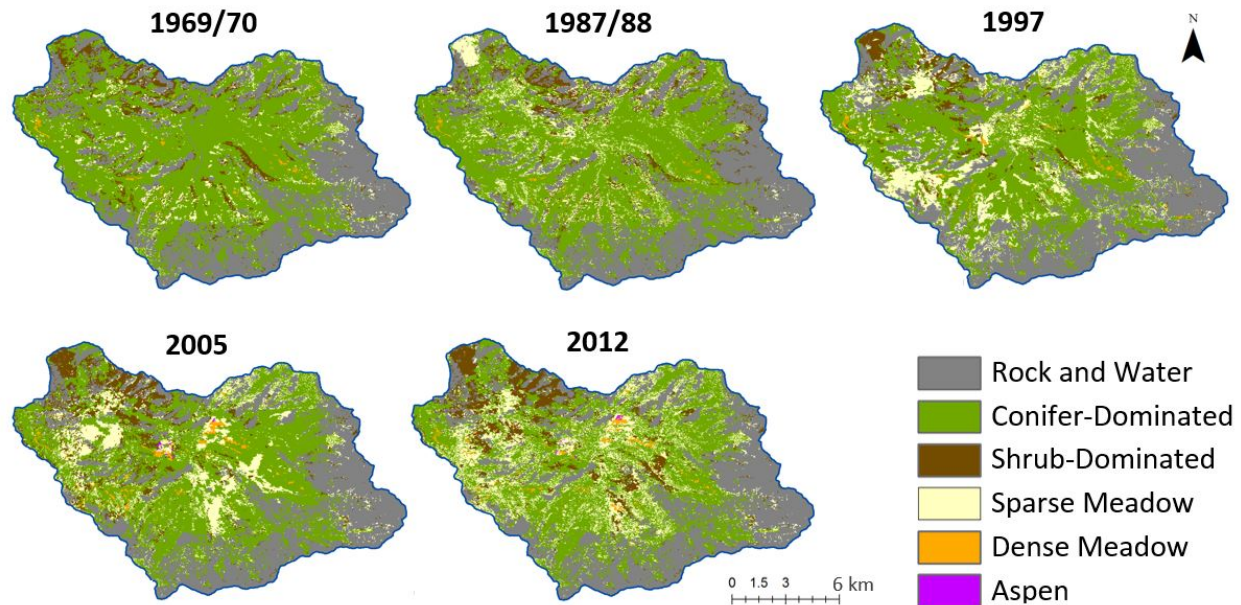 1969/70
1987/88
1997
N
2005
2012
Rock and Water
Conifer-Dominated
Shrub-Dominated
Sparse Meadow
Dense Meadow
Aspen
0 1.5 3 6 km